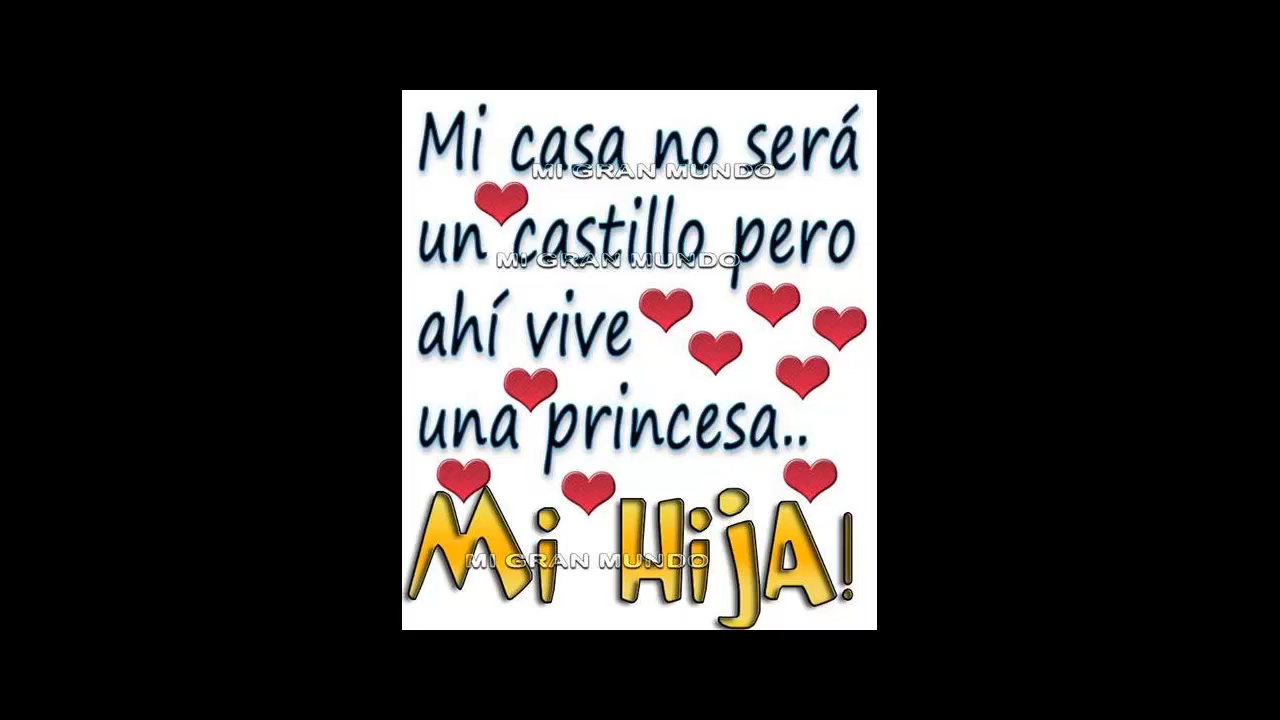 Mi casa no será
MI GRAN MUNDO
un castillo pero
MI GRAN MUNDO
ahí vive
una princesa..
Mi HijA!
MI GRAN MUNDO